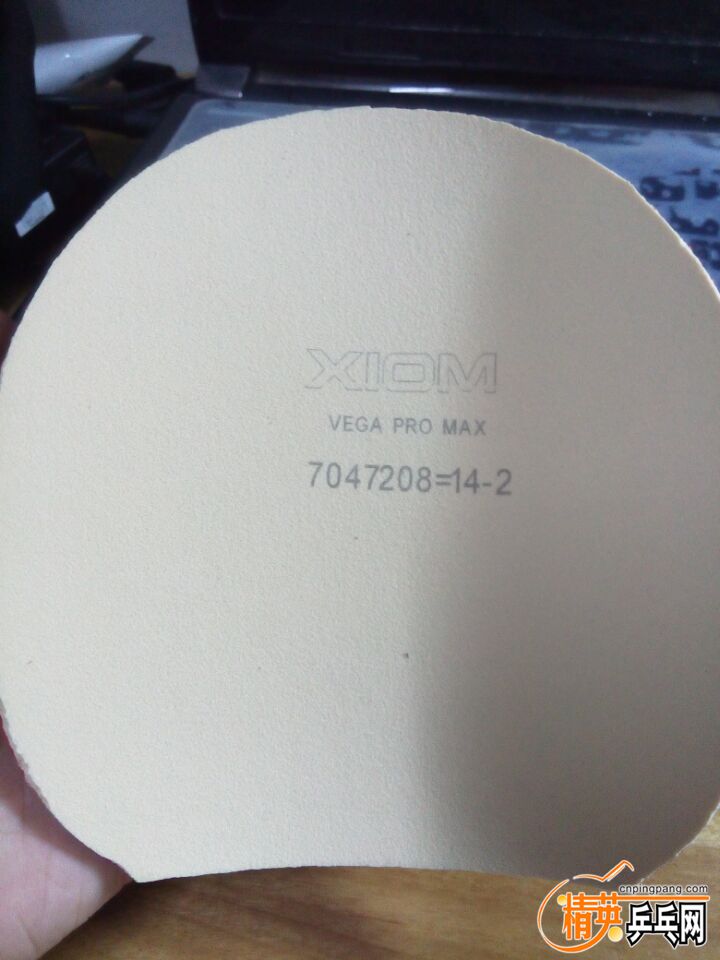 XIOM
VEGA PRO MAX
7047208=14-2
cnpingpang.com
精英乒乓网